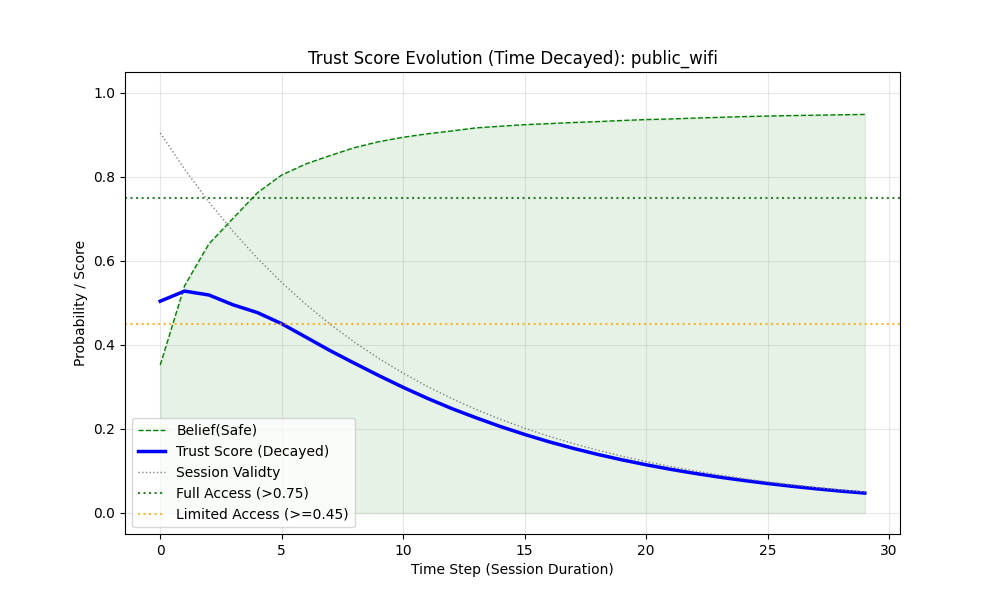 Trust Score Evolution (Time Decayed): public_wifi
Probability / Score
1.0
0.8
0.6
0.4
0.2
0.0
Belief(Safe)
Trust Score (Decayed)
Session Validty
Full Access (>0.75)
Limited Access (>=0.45)
0 5 10 15 20 25 30
Time Step (Session Duration)